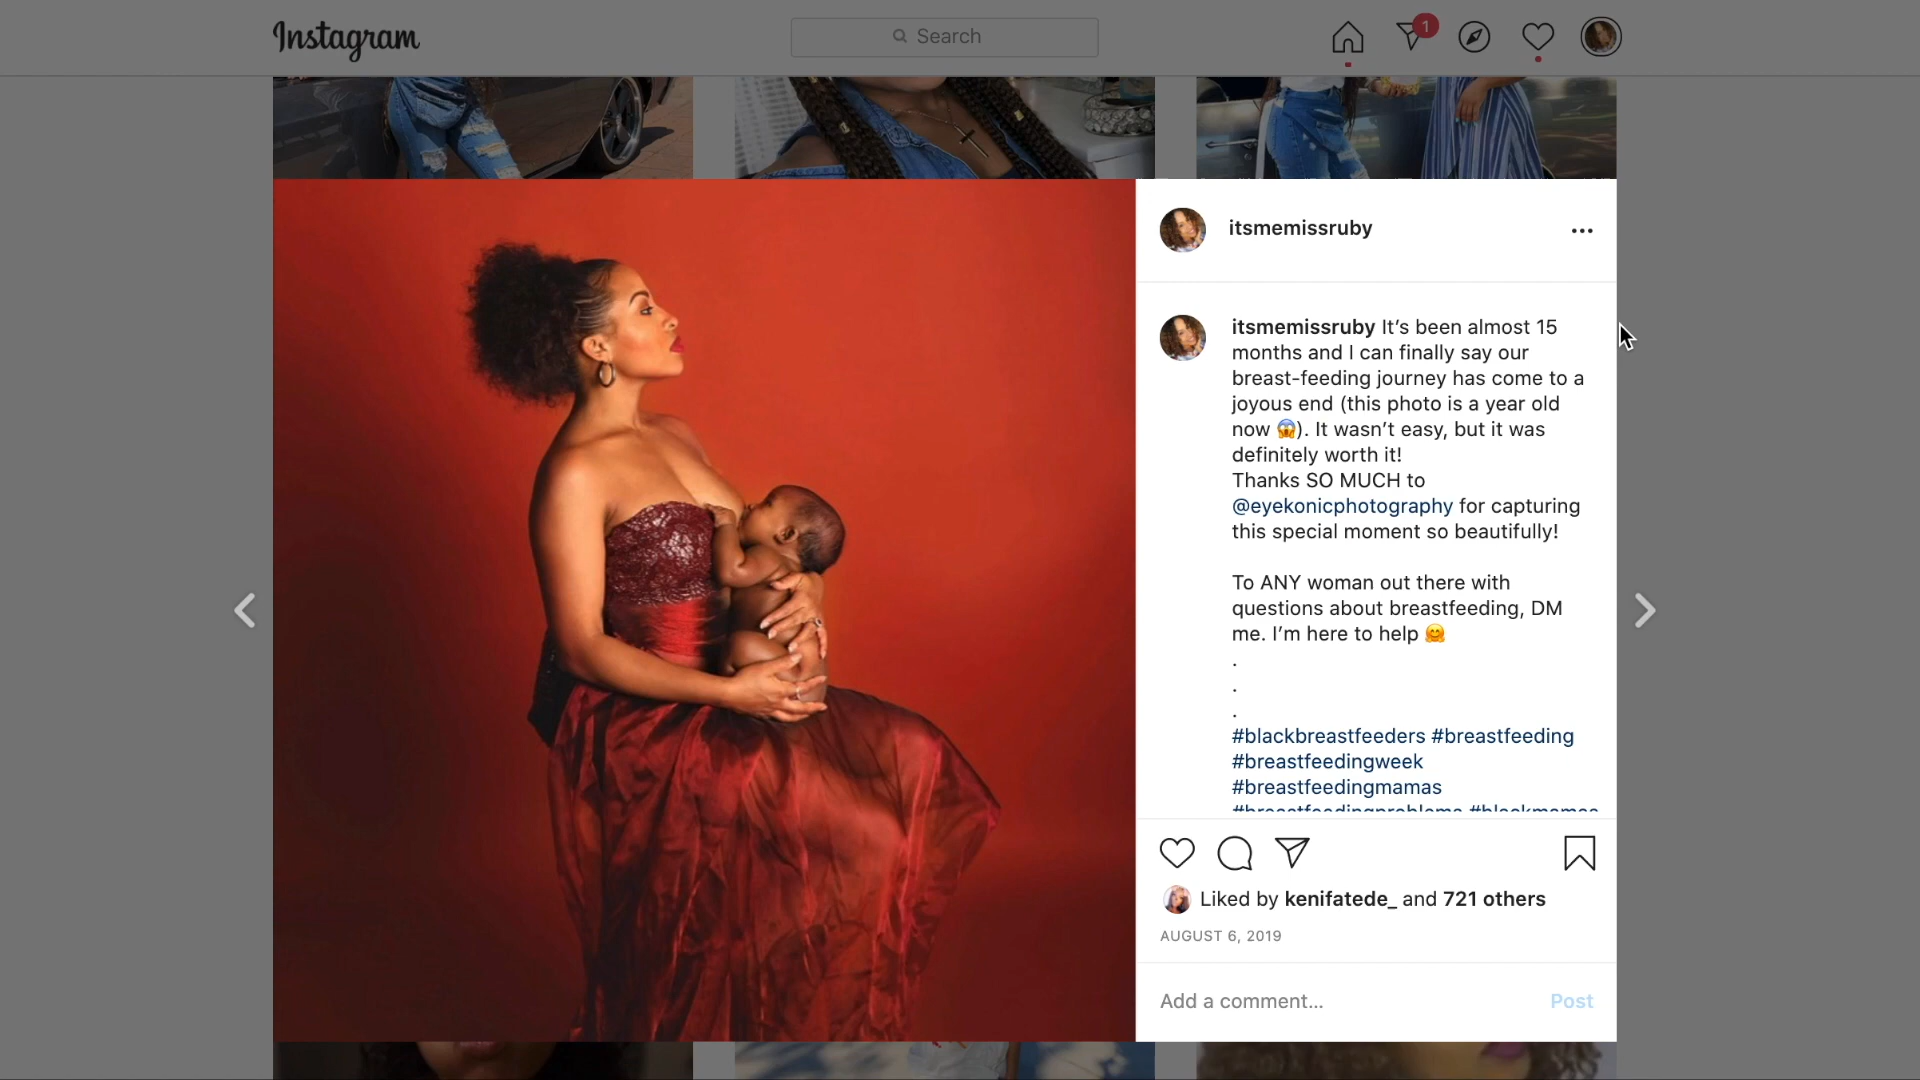 Instagram
Search
1
itsmemissruby
itsmemissruby It’s been almost 15
months and I can finally say our
breast-feeding journey has come to a
joyous end (this photo is a year old
now 😱). It wasn’t easy, but it was
definitely worth it!
Thanks SO MUCH to
@eyekonicphotography for capturing
this special moment so beautifully!
To ANY woman out there with
questions about breastfeeding, DM
me. I’m here to help 🤗
.
.
.
#blackbreastfeeders #breastfeeding
#breastfeedingweek
#breastfeedingmamas
#breastfeedingproblems #blackmamas
Liked by kenifatede_ and 721 others
AUGUST 6, 2019
Add a comment...
Post